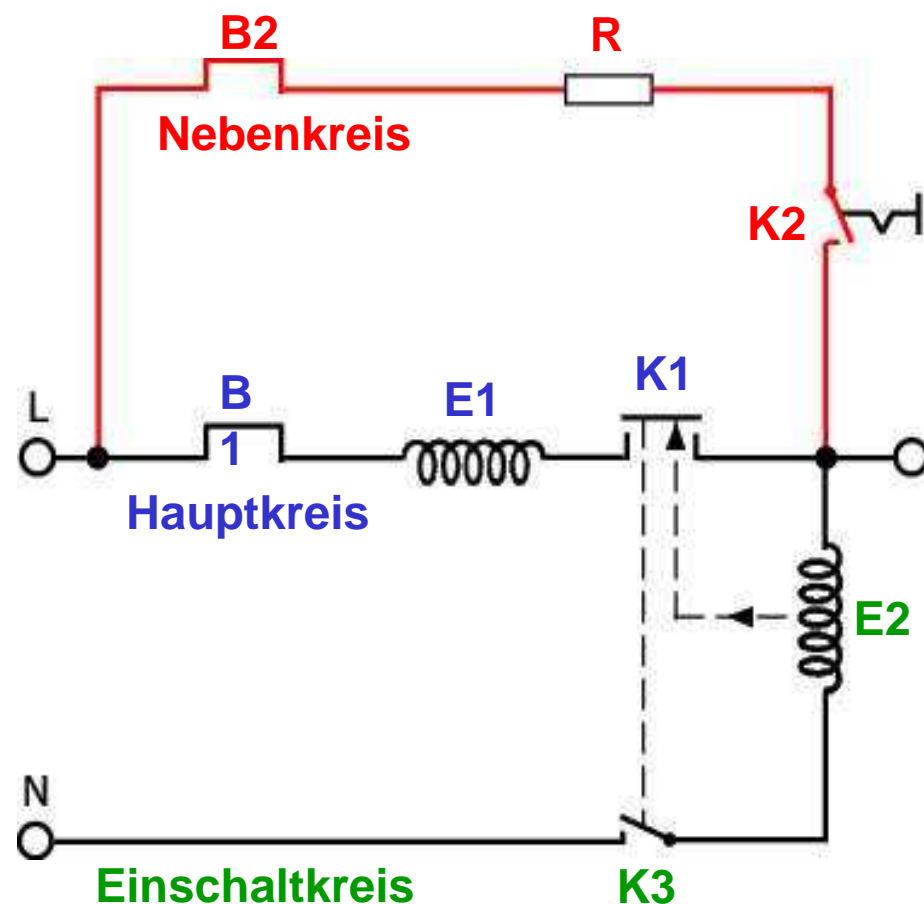 B2
R
Nebenkreis
K2
L
B
1
E1
K1
Hauptkreis
E2
N
Einschaltkreis
K3